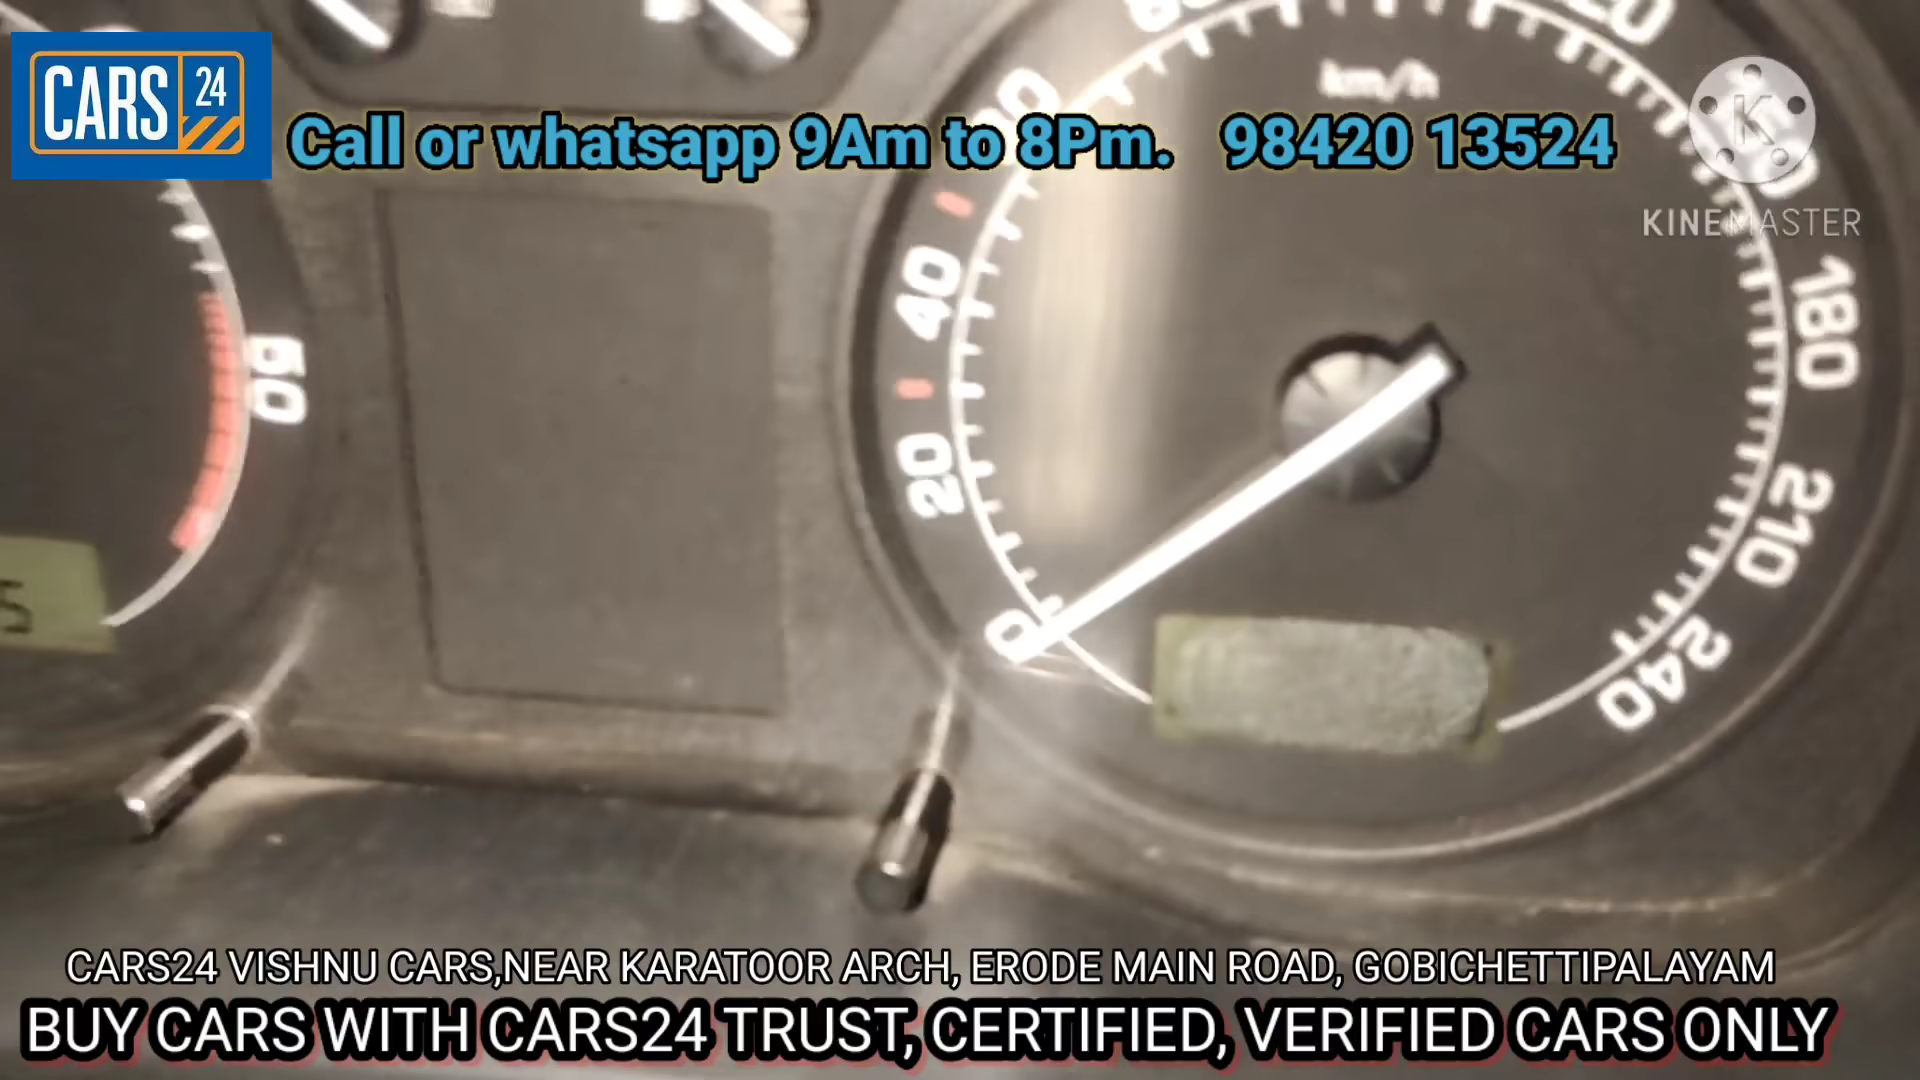 CARS 24
Call or whatsapp 9Am to 8Pm. 98420 13524
KINEMASTER
km/h
0
20
40
180
210
240
60
5
CARS24 VISHNU CARS,NEAR KARATOOR ARCH, ERODE MAIN ROAD, GOBICHETTIPALAYAM
BUY CARS WITH CARS24 TRUST, CERTIFIED, VERIFIED CARS ONLY